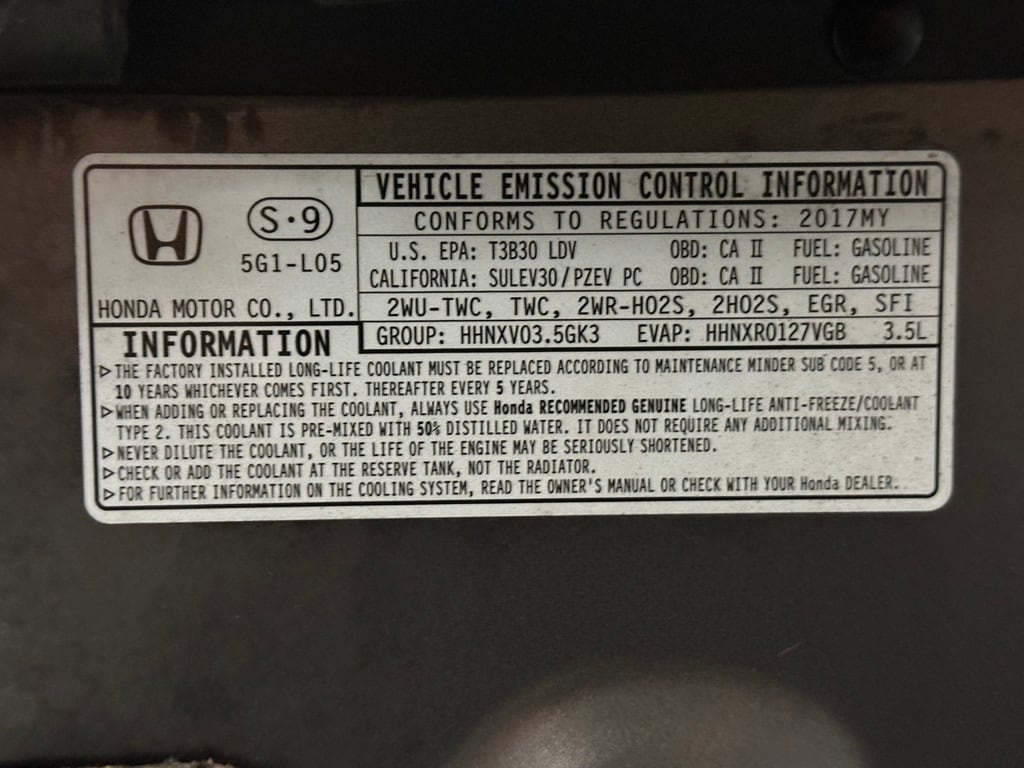 S·9
5G1-L05
HONDA MOTOR CO., LTD.
VEHICLE EMISSION CONTROL INFORMATION
CONFORMS TO REGULATIONS: 2017MY
U.S. EPA: T3B30 LDV OBD: CA II FUEL: GASOLINE
CALIFORNIA: SULEV30/PZEV PC OBD: CA II FUEL: GASOLINE
2WU-TWC, TWC, 2WR-HO2S, 2HO2S, EGR, SFI
GROUP: HHNXV03.5GK3 EVAP: HHNXR0127VGB 3.5L
INFORMATION
▷THE FACTORY INSTALLED LONG-LIFE COOLANT MUST BE REPLACED ACCORDING TO MAINTENANCE MINDER SUB CODE 5, OR AT
10 YEARS WHICHEVER COMES FIRST. THEREAFTER EVERY 5 YEARS.
▷WHEN ADDING OR REPLACING THE COOLANT, ALWAYS USE Honda RECOMMENDED GENUINE LONG-LIFE ANTI-FREEZE/COOLANT
TYPE 2. THIS COOLANT IS PRE-MIXED WITH 50% DISTILLED WATER. IT DOES NOT REQUIRE ANY ADDITIONAL MIXING.
▷NEVER DILUTE THE COOLANT, OR THE LIFE OF THE ENGINE MAY BE SERIOUSLY SHORTENED.
▷CHECK OR ADD THE COOLANT AT THE RESERVE TANK, NOT THE RADIATOR.
▷FOR FURTHER INFORMATION ON THE COOLING SYSTEM, READ THE OWNER'S MANUAL OR CHECK WITH YOUR Honda DEALER.